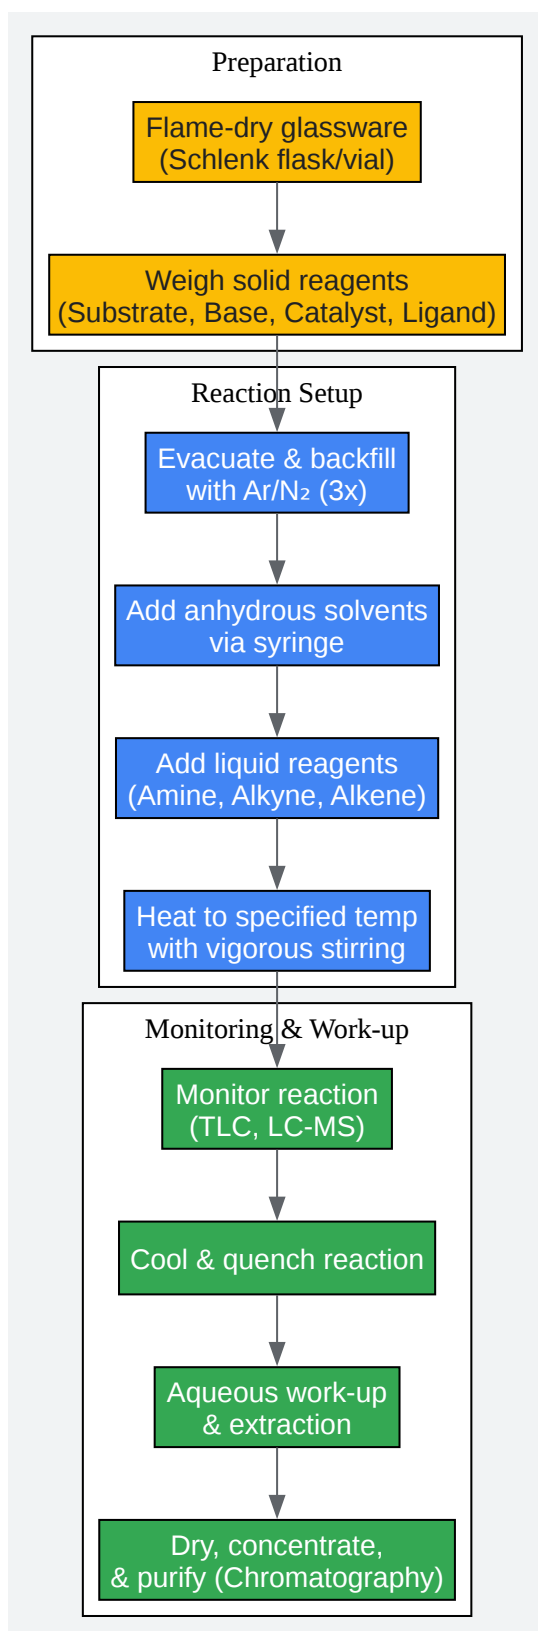 Preparation
Flame-dry glassware
(Schlenk flask/vial)
Weigh solid reagents
(Substrate, Base, Catalyst, Ligand)
Reaction Setup
Evacuate & backfill
with Ar/N₂ (3x)
Add anhydrous solvents
via syringe
Add liquid reagents
(Amine, Alkyne, Alkene)
Heat to specified temp
with vigorous stirring
Monitoring & Work-up
Monitor reaction
(TLC, LC-MS)
Cool & quench reaction
Aqueous work-up
& extraction
Dry, concentrate,
& purify (Chromatography)